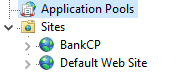 Application Pools
Sites
BankCP
Default Web Site